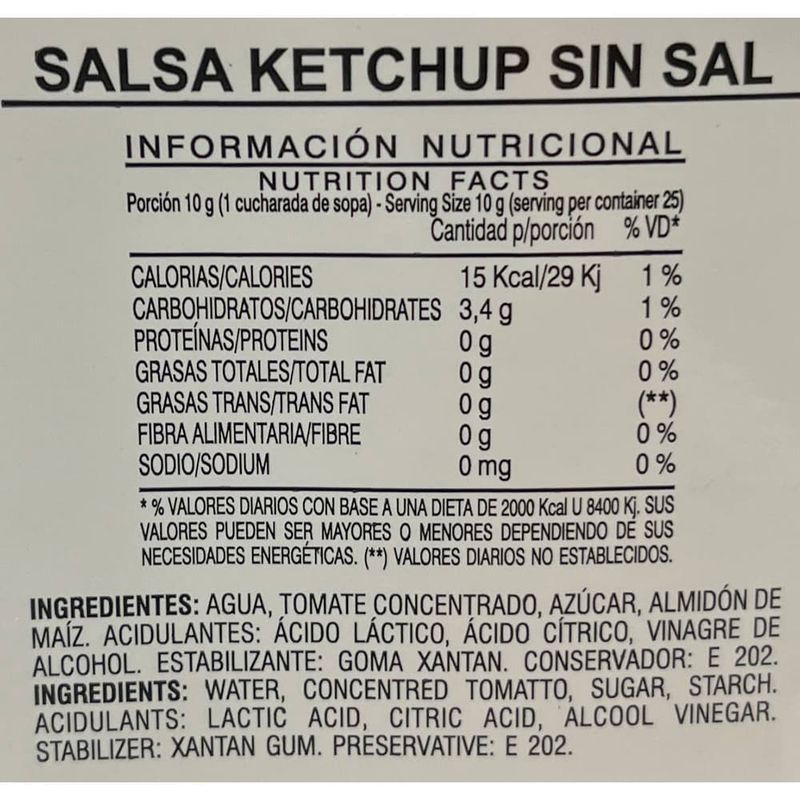 SALSA KETCHUP SIN SAL
INFORMACIÓN NUTRICIONAL
NUTRITION FACTS
Porción 10 g (1 cucharada de sopa) - Serving Size 10 g (serving per container 25)
Cantidad p/porción % VD*
CALORIAS/CALORIES 15 Kcal/29 Kj 1 %
CARBOHIDRATOS/CARBOHIDRATES 3,4 g 1 %
PROTEÍNAS/PROTEINS 0 g 0 %
GRASAS TOTALES/TOTAL FAT 0 g 0 %
GRASAS TRANS/TRANS FAT 0 g (**)
FIBRA ALIMENTARIA/FIBRE 0 g 0 %
SODIO/SODIUM 0 mg 0 %
* % VALORES DIARIOS CON BASE A UNA DIETA DE 2000 Kcal U 8400 Kj. SUS
VALORES PUEDEN SER MAYORES O MENORES DEPENDIENDO DE SUS
NECESIDADES ENERGÉTICAS. (**) VALORES DIARIOS NO ESTABLECIDOS.
INGREDIENTES: AGUA, TOMATE CONCENTRADO, AZÚCAR, ALMIDÓN DE
MAÍZ. ACIDULANTES: ÁCIDO LÁCTICO, ÁCIDO CÍTRICO, VINAGRE DE
ALCOHOL. ESTABILIZANTE: GOMA XANTAN. CONSERVADOR: E 202.
INGREDIENTS: WATER, CONCENTRED TOMATTO, SUGAR, STARCH.
ACIDULANTS: LACTIC ACID, CITRIC ACID, ALCOOL VINEGAR.
STABILIZER: XANTAN GUM. PRESERVATIVE: E 202.